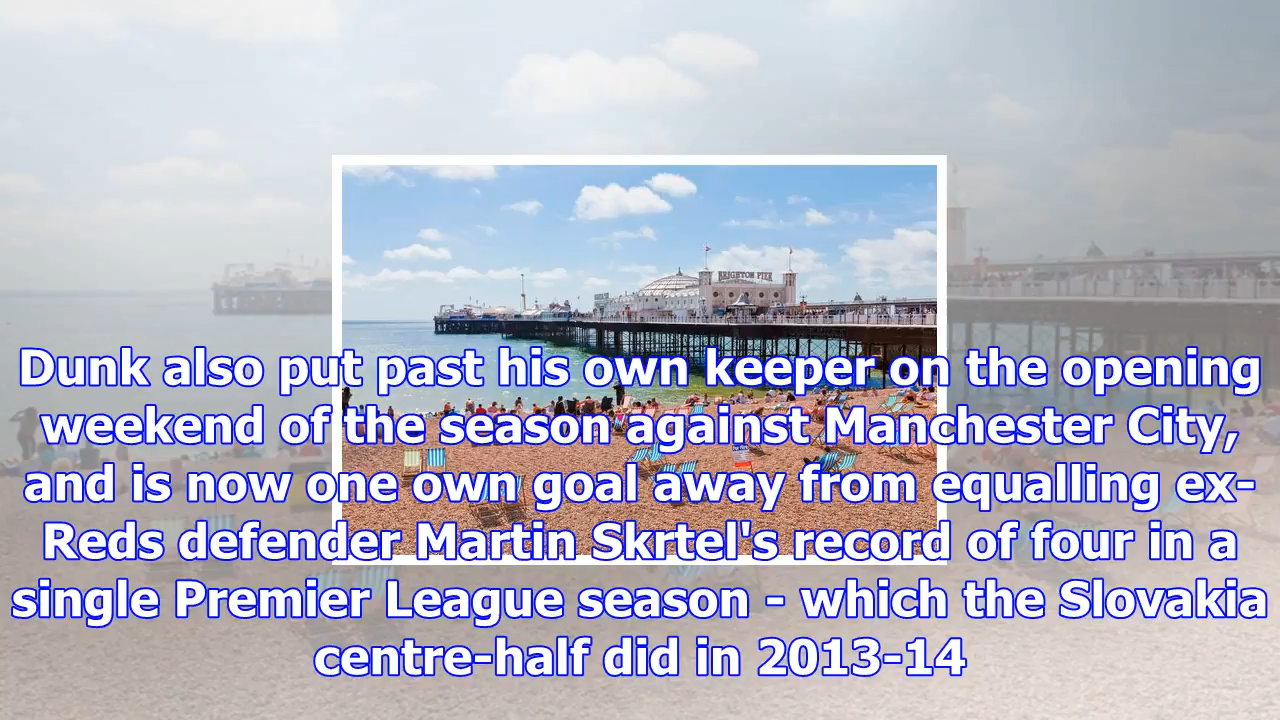 BRIGHTON PIER
Dunk also put past his own keeper on the opening
weekend of the season against Manchester City,
and is now one own goal away from equalling ex-
Reds defender Martin Skrtel's record of four in a
single Premier League season - which the Slovakia
centre-half did in 2013-14